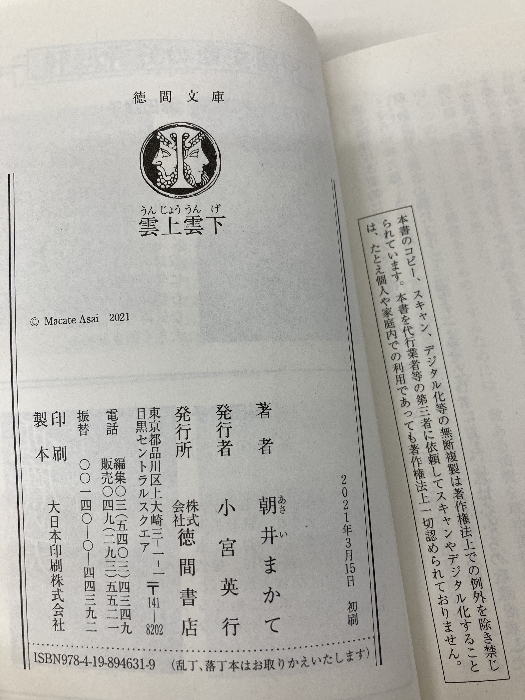 徳間文庫
うんじょううんげ
雲上雲下
© Macate Asai 2021
2021年3月15日 初刷
著者 朝井まかて
あさい
発行者 小宮英行
発行所 株式会社徳間書店
東京都品川区上大崎三-一-一
目黒セントラルスクエア 〒141-8202
電話 編集〇三(五四〇三)四三四九
販売〇四九(二九三)五五二一
振替 〇〇一四〇-〇-四四三九二
印刷
製本 大日本印刷株式会社
ISBN978-4-19-894631-9 (乱丁、落丁本はお取りかえいたします)
本書のコピー、スキャン、デジタル化等の無断複製は著作権法上での例外を除き禁じ
られています。本書を代行業者等の第三者に依頼してスキャンやデジタル化すること
は、たとえ個人や家庭内での利用であっても著作権法上一切認められておりません。